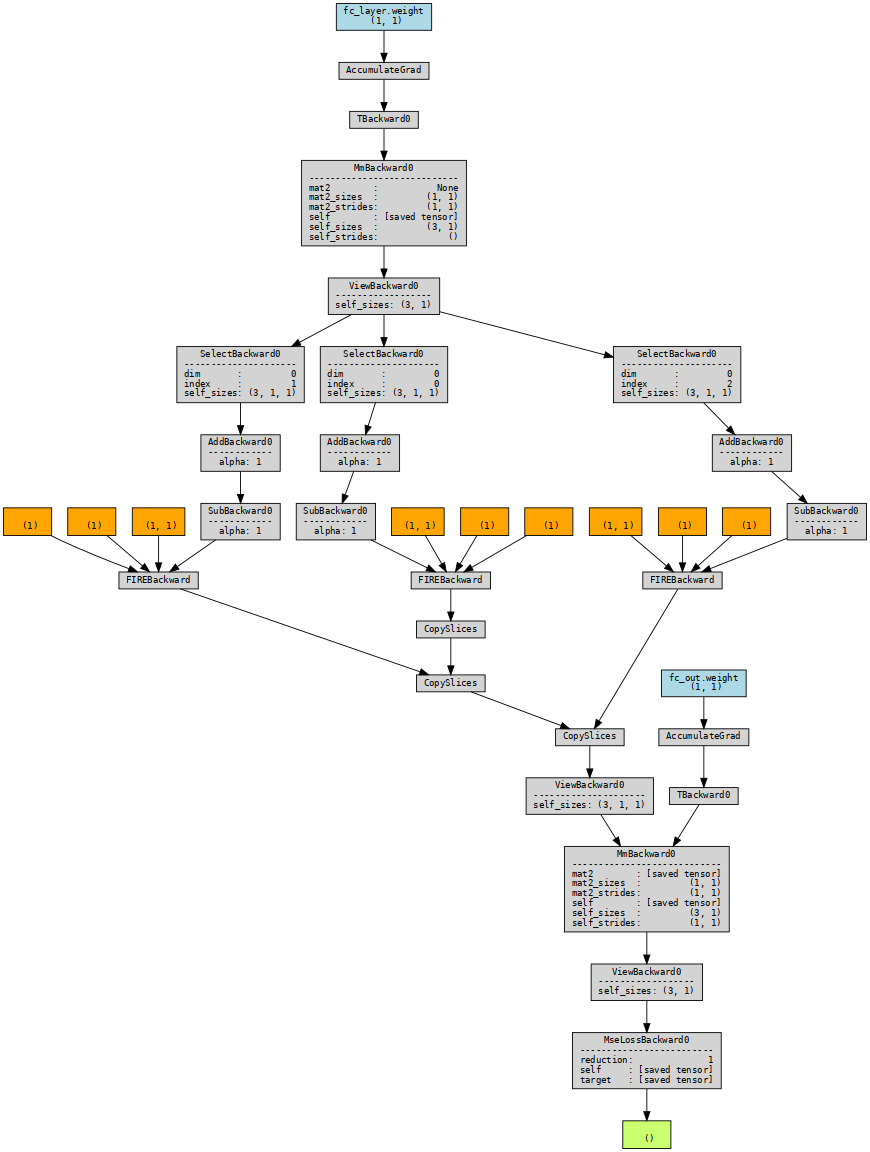 fc_layer.weight
(1, 1)
AccumulateGrad
TBackward0
MmBackward0
----------------------------
mat2        :           None
mat2_sizes  :         (1, 1)
mat2_strides:         (1, 1)
self        : [saved tensor]
self_sizes  :         (3, 1)
self_strides:             ()
ViewBackward0
------------------
self_sizes: (3, 1)
SelectBackward0
---------------------
dim       :         0
index     :         1
self_sizes: (3, 1, 1)
SelectBackward0
---------------------
dim       :         0
index     :         0
self_sizes: (3, 1, 1)
SelectBackward0
---------------------
dim       :         0
index     :         2
self_sizes: (3, 1, 1)
AddBackward0
------------
alpha: 1
AddBackward0
------------
alpha: 1
AddBackward0
------------
alpha: 1
(1)
(1)
(1, 1)
SubBackward0
------------
alpha: 1
SubBackward0
------------
alpha: 1
(1, 1)
(1)
(1)
(1, 1)
(1)
(1)
SubBackward0
------------
alpha: 1
FIREBackward
FIREBackward
FIREBackward
CopySlices
CopySlices
fc_out.weight
(1, 1)
CopySlices
AccumulateGrad
ViewBackward0
---------------------
self_sizes: (3, 1, 1)
TBackward0
MmBackward0
----------------------------
mat2        : [saved tensor]
mat2_sizes  :         (1, 1)
mat2_strides:         (1, 1)
self        : [saved tensor]
self_sizes  :         (3, 1)
self_strides:         (1, 1)
ViewBackward0
------------------
self_sizes: (3, 1)
MseLossBackward0
-------------------------
reduction:              1
self     : [saved tensor]
target   : [saved tensor]
()